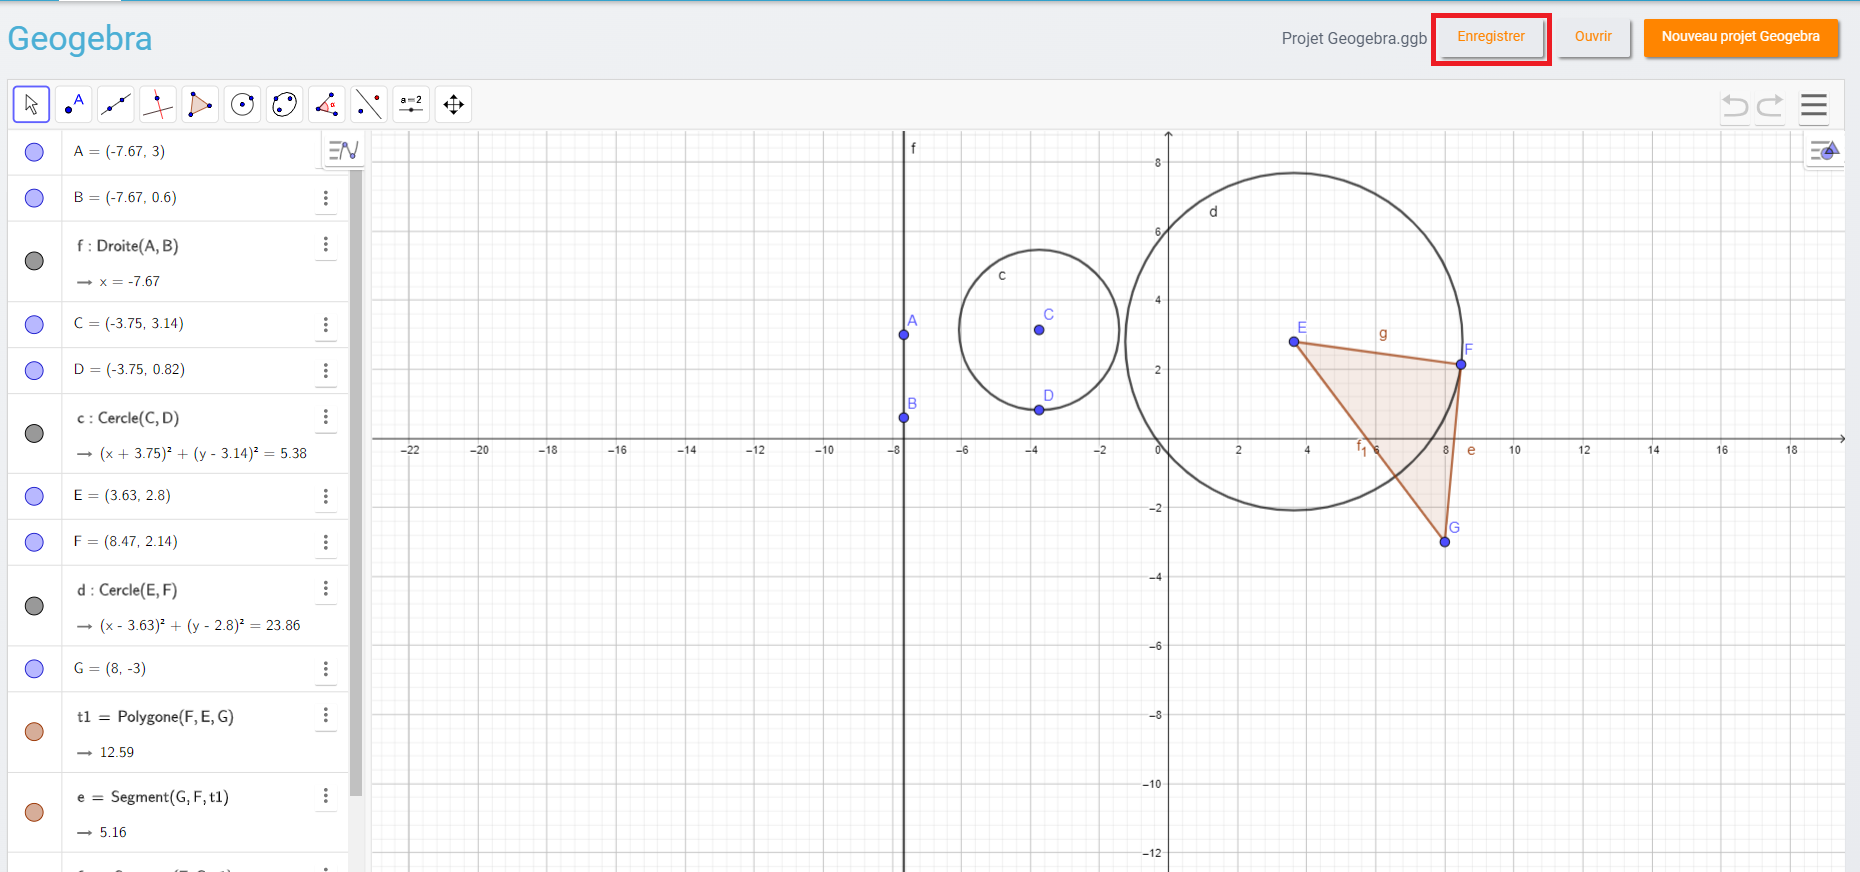 Geogebra
Projet Geogebra.ggb
Enregistrer
Ouvrir
Nouveau projet Geogebra
A
α
a=2
A = (-7.67, 3)
B = (-7.67, 0.6)
f : Droite(A, B)
→ x = -7.67
C = (-3.75, 3.14)
D = (-3.75, 0.82)
c : Cercle(C, D)
→ (x + 3.75)² + (y - 3.14)² = 5.38
E = (3.63, 2.8)
F = (8.47, 2.14)
d : Cercle(E, F)
→ (x - 3.63)² + (y - 2.8)² = 23.86
G = (8, -3)
t1 = Polygone(F, E, G)
→ 12.59
e = Segment(G, F, t1)
→ 5.16
f
8
d
6
c
4
C
A
E
g
F
2
D
B
-22
-20
-18
-16
-14
-12
-10
-8
-6
-4
-2
0
2
4
f1
6
8
e
10
12
14
16
18
-2
G
-4
-6
-8
-10
-12